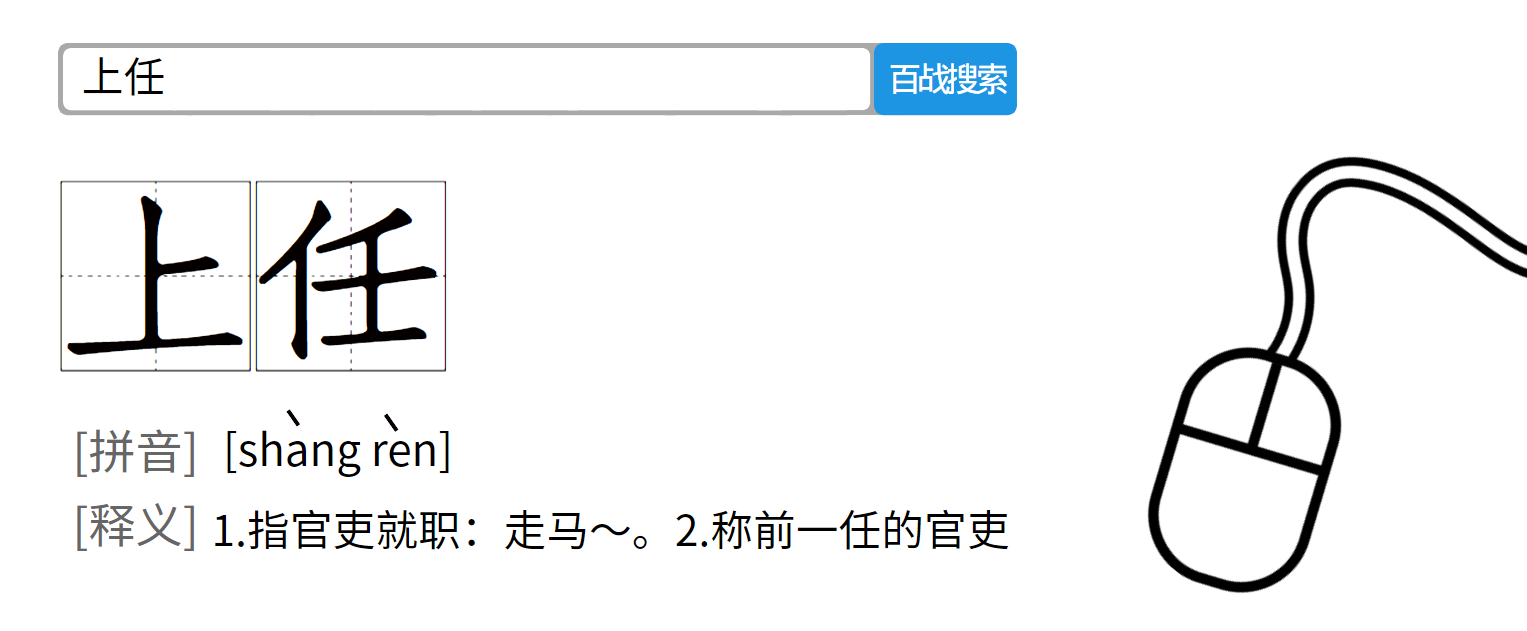 上任 百战搜索
上任
[拼音] [shàng rèn]
[释义] 1.指官吏就职：走马～。2.称前一任的官吏